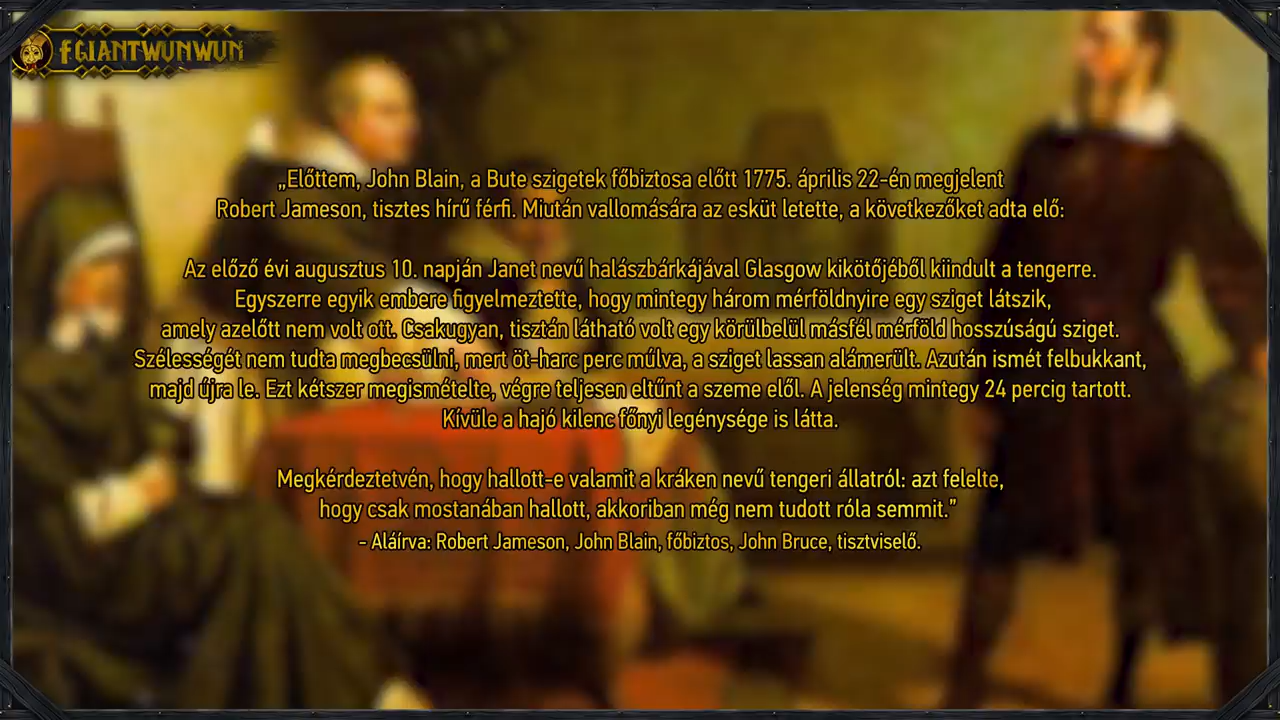 FGIANTWUNWUN
„Előttem, John Blain, a Bute szigetek főbiztosa előtt 1775. április 22-én megjelent
Robert Jameson, tisztes hírű férfi. Miután vallomására az esküt letette, a következőket adta elő:
Az előző évi augusztus 10. napján Janet nevű halászbárkájával Glasgow kikötőjéből kiindult a tengerre.
Egyszerre egyik embere figyelmeztette, hogy mintegy három mérföldnyire egy sziget látszik,
amely azelőtt nem volt ott. Csakugyan, tisztán látható volt egy körülbelül másfél mérföld hosszúságú sziget.
Szélességét nem tudta megbecsülni, mert öt-harc perc múlva, a sziget lassan alámerült. Azután ismét felbukkant,
majd újra le. Ezt kétszer megismételte, végre teljesen eltűnt a szeme elől. A jelenség mintegy 24 percig tartott.
Kívüle a hajó kilenc főnyi legénysége is látta.
Megkérdeztetvén, hogy hallott-e valamit a kráken nevű tengeri állatról: azt felelte,
hogy csak mostanában hallott, akkoriban még nem tudott róla semmit.”
- Aláírva: Robert Jameson, John Blain, főbiztos, John Bruce, tisztviselő.